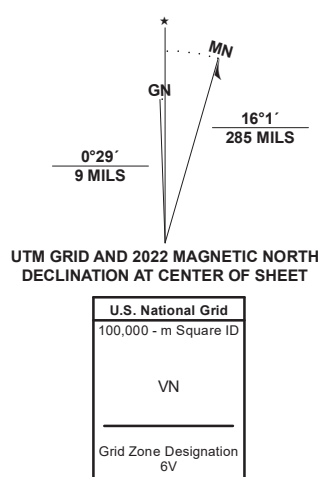 ★
MN
GN
16°1´
285 MILS
0°29´
9 MILS
UTM GRID AND 2022 MAGNETIC NORTH
DECLINATION AT CENTER OF SHEET
U.S. National Grid
100,000 - m Square ID
VN
Grid Zone Designation
6V